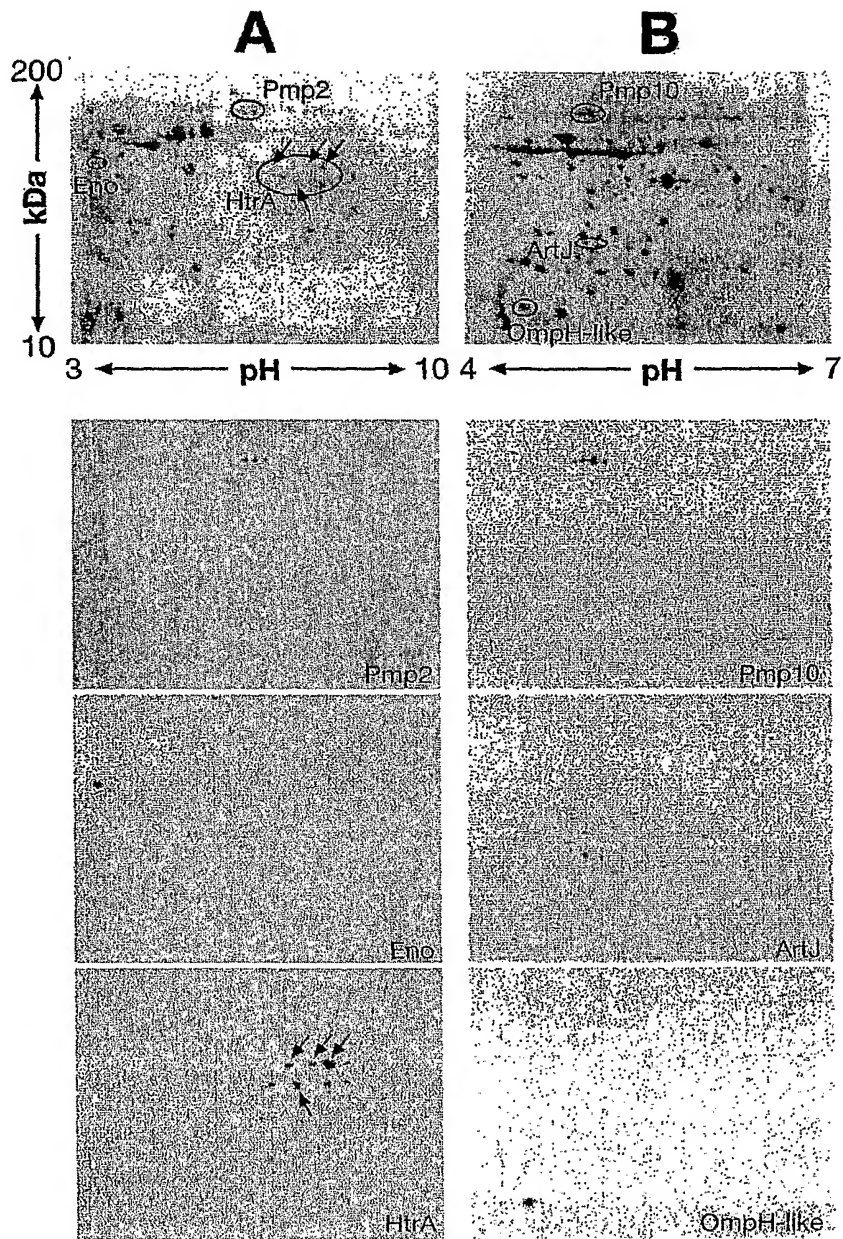 A
B
200
kDa
10
Pmp2
Eno
HtrA
3
pH
10
Pmp10
ArtJ
OmpH-like
4
pH
7
Pmp2
Pmp10
Eno
ArtJ
HtrA
OmpH-like